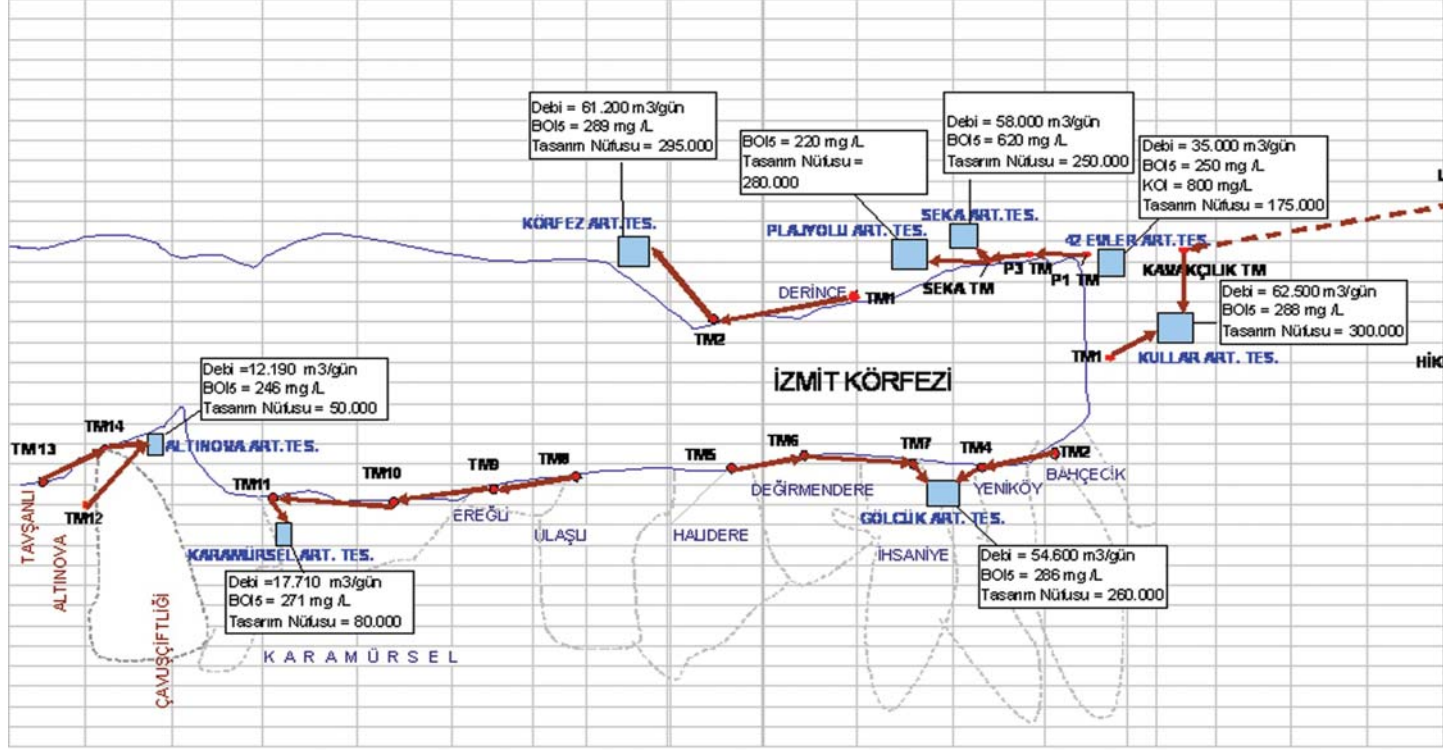 Debi = 61.200 m3/gün
BOI5 = 289 mg /L
Tasarım Nüfusu = 295.000
BOI5 = 220 mg /L
Tasarım Nüfusu =
280.000
Debi = 58.000 m3/gün
BOI5 = 620 mg /L
Tasarım Nüfusu = 250.000
Debi = 35.000 m3/gün
BOI5 = 250 mg /L
KOI = 800 mg/L
Tasarım Nüfusu = 175.000
KÖRFEZ ART.TES.
PLAJYOLU ART. TES.
SEKA ART.TES.
42 EVLER ART.TES.
P3 TM
P1 TM
SEKA TM
KAVAKÇILIK TM
DERİNCE
TM1
TM2
Debi = 62.500 m3/gün
BOI5 = 288 mg /L
Tasarım Nüfusu = 300.000
TM1
KULLAR ART. TES.
HİK
İZMİT KÖRFEZİ
Debi =12.190 m3/gün
BOI5 = 246 mg /L
Tasarım Nüfusu = 50.000
TM13
TM14
ALTINOVA ART.TES.
TM12
TM11
TM10
TM9
TM8
TM5
TM6
TM7
TM4
TM2
BAHÇECİK
YENİKÖY
DEĞİRMENDERE
GÖLCÜK ART. TES.
EREĞLİ
ULAŞLI
HALIDERE
İHSANİYE
TAVŞANLI
ALTINOVA
ÇAVUŞÇİFTLİĞİ
KARAMÜRSEL ART. TES.
Debi =17.710 m3/gün
BOI5 = 271 mg /L
Tasarım Nüfusu = 80.000
Debi = 54.600 m3/gün
BOI5 = 286 mg /L
Tasarım Nüfusu = 260.000
KARAMÜRSEL